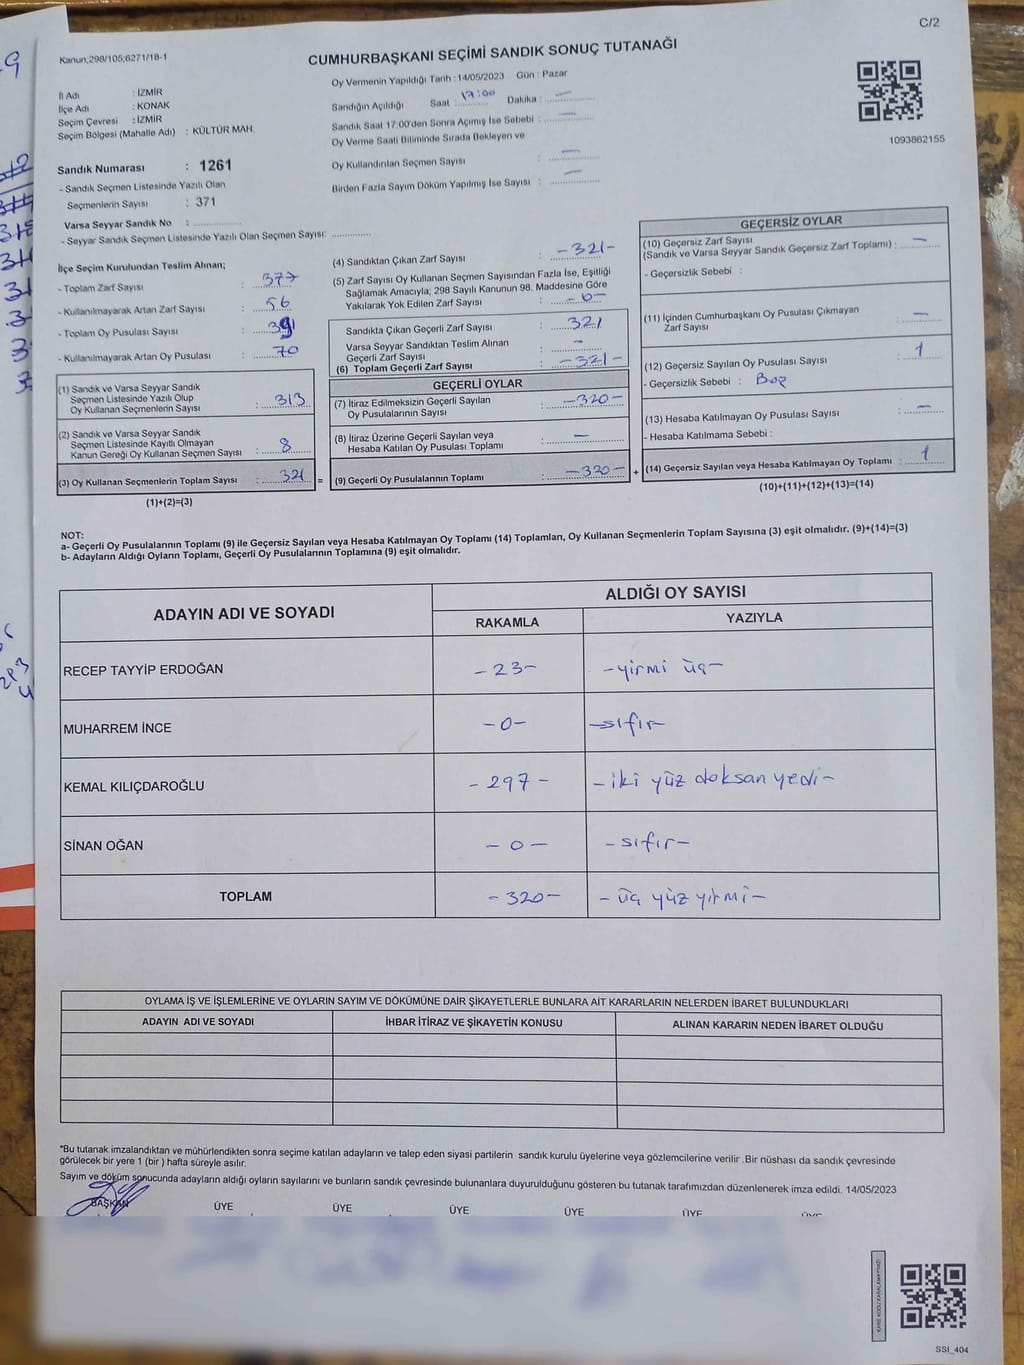 C/2
Kanun;298/105;6271/18-1
CUMHURBAŞKANI SEÇİMİ SANDIK SONUÇ TUTANAĞI
Oy Vermenin Yapıldığı Tarih :14/05/2023 Gün : Pazar
İl Adı : İZMİR
İlçe Adı : KONAK
Seçim Çevresi : İZMİR
Seçim Bölgesi (Mahalle Adı) : KÜLTÜR MAH.
Sandığın Açıldığı Saat : 17:00 Dakika : —
Sandık Saat 17:00'den Sonra Açımış İse Sebebi : —
Oy Verme Saati Bitiminde Sırada Bekleyen ve
Oy Kullandırılan Seçmen Sayısı : —
Birden Fazla Sayım Döküm Yapılmış İse Sayısı : —
1093862155
Sandık Numarası : 1261
- Sandık Seçmen Listesinde Yazılı Olan
Seçmenlerin Sayısı : 371
Varsa Seyyar Sandık No :
- Seyyar Sandık Seçmen Listesinde Yazılı Olan Seçmen Sayısı:
İlçe Seçim Kurulundan Teslim Alınan;
- Toplam Zarf Sayısı : 377
- Kullanılmayarak Artan Zarf Sayısı : 56
- Toplam Oy Pusulası Sayısı : 391
- Kullanılmayarak Artan Oy Pusulası : 70
(1) Sandık ve Varsa Seyyar Sandık
Seçmen Listesinde Yazılı Olup
Oy Kullanan Seçmenlerin Sayısı : 313
(2) Sandık ve Varsa Seyyar Sandık
Seçmen Listesinde Kayıtlı Olmayan
Kanun Gereği Oy Kullanan Seçmen Sayısı : 8
(3) Oy Kullanan Seçmenlerin Toplam Sayısı : 321 =
(1)+(2)=(3)
(4) Sandıktan Çıkan Zarf Sayısı : -321-
(5) Zarf Sayısı Oy Kullanan Seçmen Sayısından Fazla İse, Eşitliği
Sağlamak Amacıyla; 298 Sayılı Kanunun 98. Maddesine Göre
Yakılarak Yok Edilen Zarf Sayısı : -0-
Sandıkta Çıkan Geçerli Zarf Sayısı : 321
Varsa Seyyar Sandıktan Teslim Alınan
Geçerli Zarf Sayısı : -
(6) Toplam Geçerli Zarf Sayısı : -321-
GEÇERLİ OYLAR
(7) İtiraz Edilmeksizin Geçerli Sayılan
Oy Pusulalarının Sayısı : -320-
(8) İtiraz Üzerine Geçerli Sayılan veya
Hesaba Katılan Oy Pusulası Toplamı : —
(9) Geçerli Oy Pusulalarının Toplamı : -320- +
GEÇERSİZ OYLAR
(10) Geçersiz Zarf Sayısı
(Sandık ve Varsa Seyyar Sandık Geçersiz Zarf Toplamı) : —
- Geçersizlik Sebebi :
(11) İçinden Cumhurbaşkanı Oy Pusulası Çıkmayan
Zarf Sayısı : —
(12) Geçersiz Sayılan Oy Pusulası Sayısı : 1
- Geçersizlik Sebebi : Boş
(13) Hesaba Katılmayan Oy Pusulası Sayısı : —
- Hesaba Katılmama Sebebi :
(14) Geçersiz Sayılan veya Hesaba Katılmayan Oy Toplamı : 1
(10)+(11)+(12)+(13)=(14)
NOT:
a- Geçerli Oy Pusulalarının Toplamı (9) ile Geçersiz Sayılan veya Hesaba Katılmayan Oy Toplamı (14) Toplamları, Oy Kullanan Seçmenlerin Toplam Sayısına (3) eşit olmalıdır. (9)+(14)=(3)
b- Adayların Aldığı Oyların Toplamı, Geçerli Oy Pusulalarının Toplamına (9) eşit olmalıdır.
ADAYIN ADI VE SOYADI ALDIĞI OY SAYISI
RAKAMLA YAZIYLA
RECEP TAYYİP ERDOĞAN -23- -yirmi üç-
MUHARREM İNCE -0- -sıfır
KEMAL KILIÇDAROĞLU -297- -iki yüz doksan yedi-
SİNAN OĞAN -0- -sıfır-
TOPLAM -320- -üç yüz yirmi-
OYLAMA İŞ VE İŞLEMLERİNE VE OYLARIN SAYIM VE DÖKÜMÜNE DAİR ŞİKAYETLERLE BUNLARA AİT KARARLARIN NELERDEN İBARET BULUNDUKLARI
ADAYIN ADI VE SOYADI İHBAR İTİRAZ VE ŞİKAYETİN KONUSU ALINAN KARARIN NEDEN İBARET OLDUĞU
*Bu tutanak imzalandıktan ve mühürlendikten sonra seçime katılan adayların ve talep eden siyasi partilerin sandık kurulu üyelerine veya gözlemcilerine verilir .Bir nüshası da sandık çevresinde
görülecek bir yere 1 (bir ) hafta süreyle asılır.
Sayım ve döküm sonucunda adayların aldığı oyların sayılarını ve bunların sandık çevresinde bulunanlara duyurulduğunu gösteren bu tutanak tarafımızdan düzenlenerek imza edildi. 14/05/2023
BAŞKAN ÜYE ÜYE ÜYE ÜYE ÜYE ÜYE
SSI_404